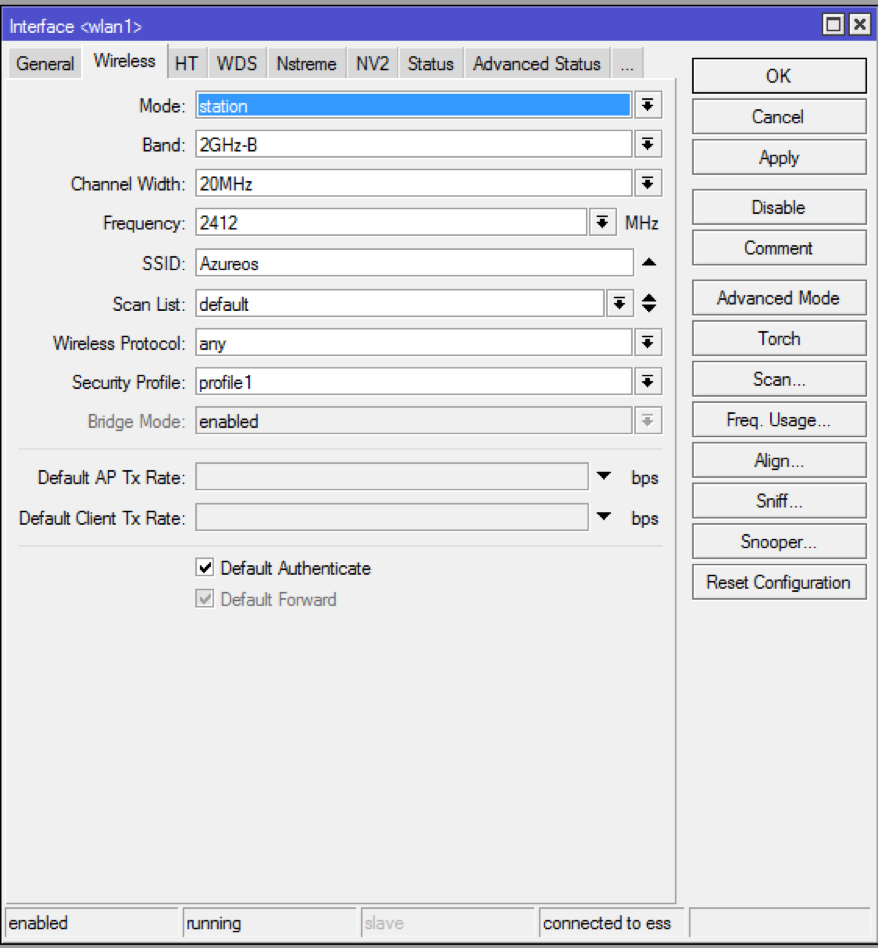 Interface <wlan1>
General Wireless HT WDS Nstreme NV2 Status Advanced Status ...
Mode: station
Band: 2GHz-B
Channel Width: 20MHz
Frequency: 2412 MHz
SSID: Azureos
Scan List: default
Wireless Protocol: any
Security Profile: profile1
Bridge Mode: enabled
Default AP Tx Rate: bps
Default Client Tx Rate: bps
Default Authenticate
Default Forward
OK
Cancel
Apply
Disable
Comment
Advanced Mode
Torch
Scan...
Freq. Usage...
Align...
Sniff...
Snooper...
Reset Configuration
enabled running slave connected to ess